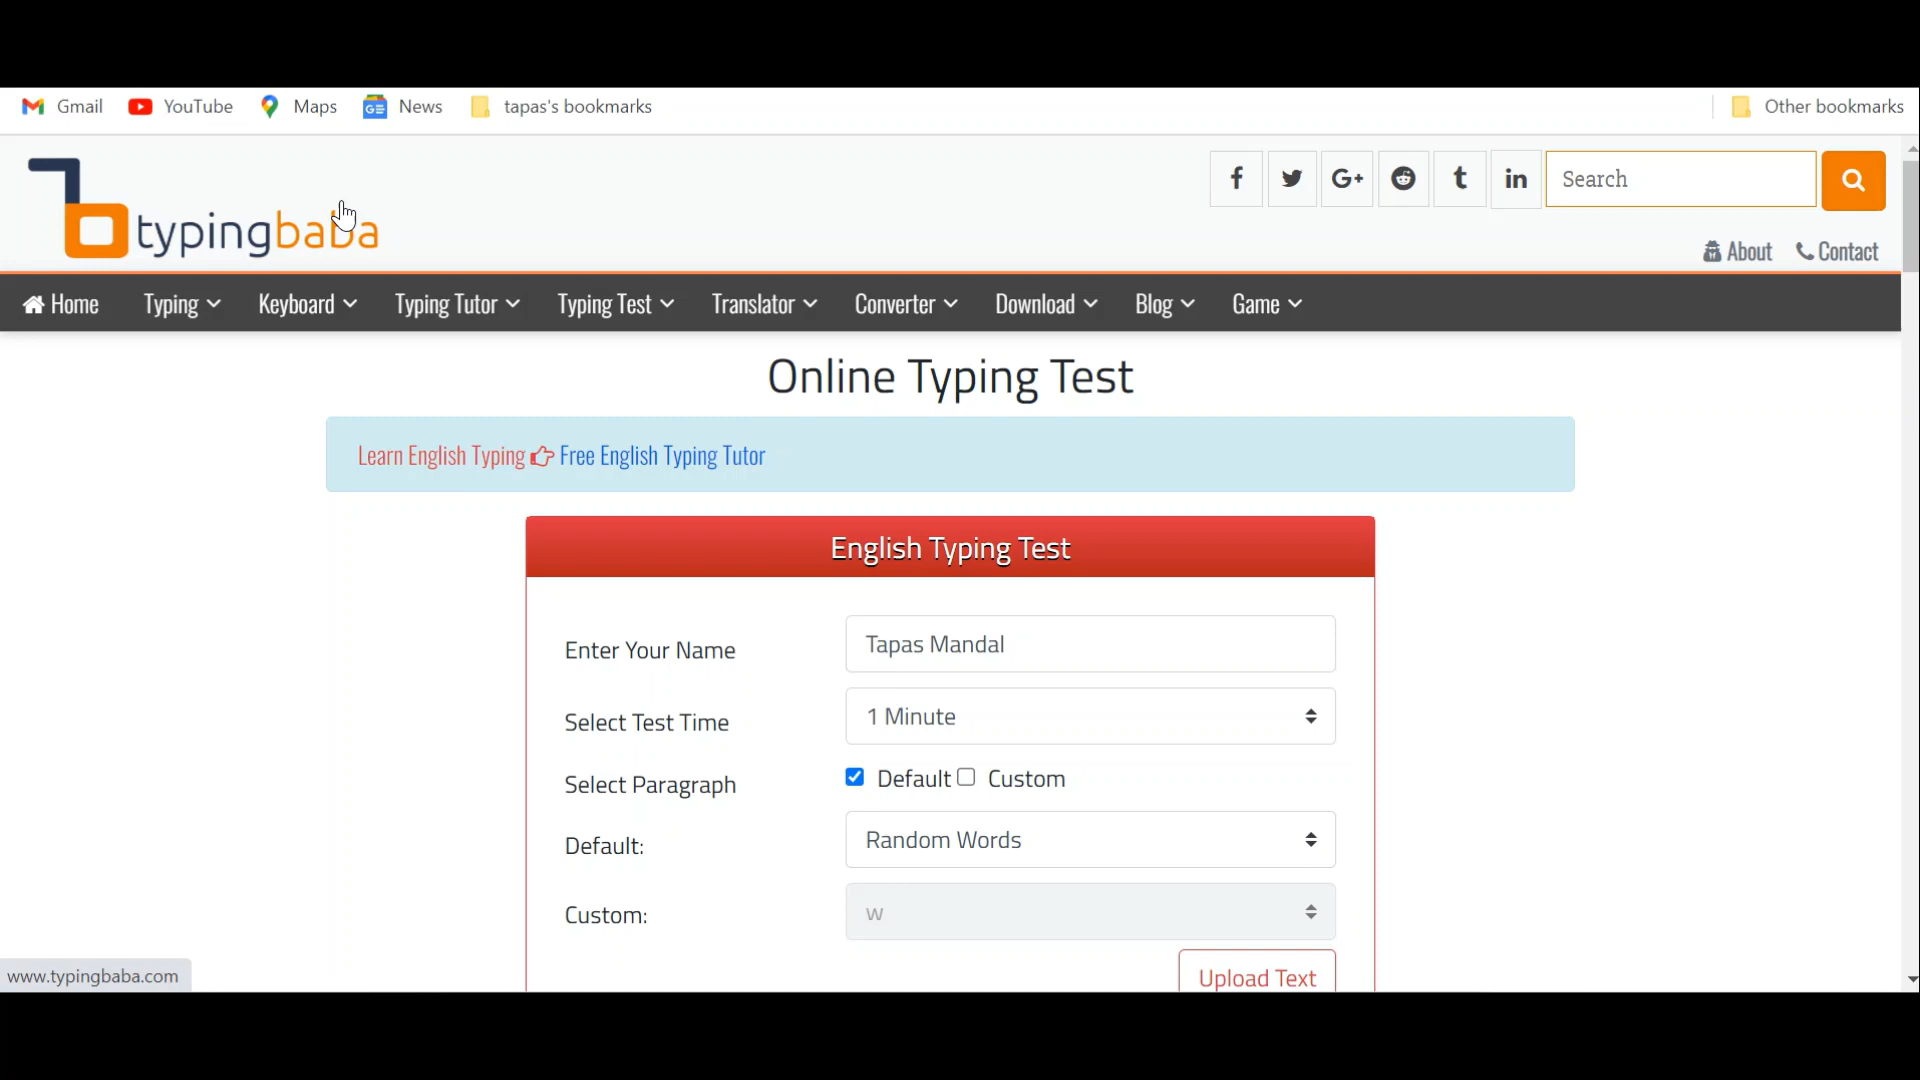 Gmail YouTube Maps News tapas's bookmarks Other bookmarks
typingbaba
f G+ t in Search
About Contact
Home Typing Keyboard Typing Tutor Typing Test Translator Converter Download Blog Game
Online Typing Test
Learn English Typing Free English Typing Tutor
English Typing Test
Enter Your Name Tapas Mandal
Select Test Time 1 Minute
Select Paragraph Default Custom
Default: Random Words
Custom: w
Upload Text
www.typingbaba.com